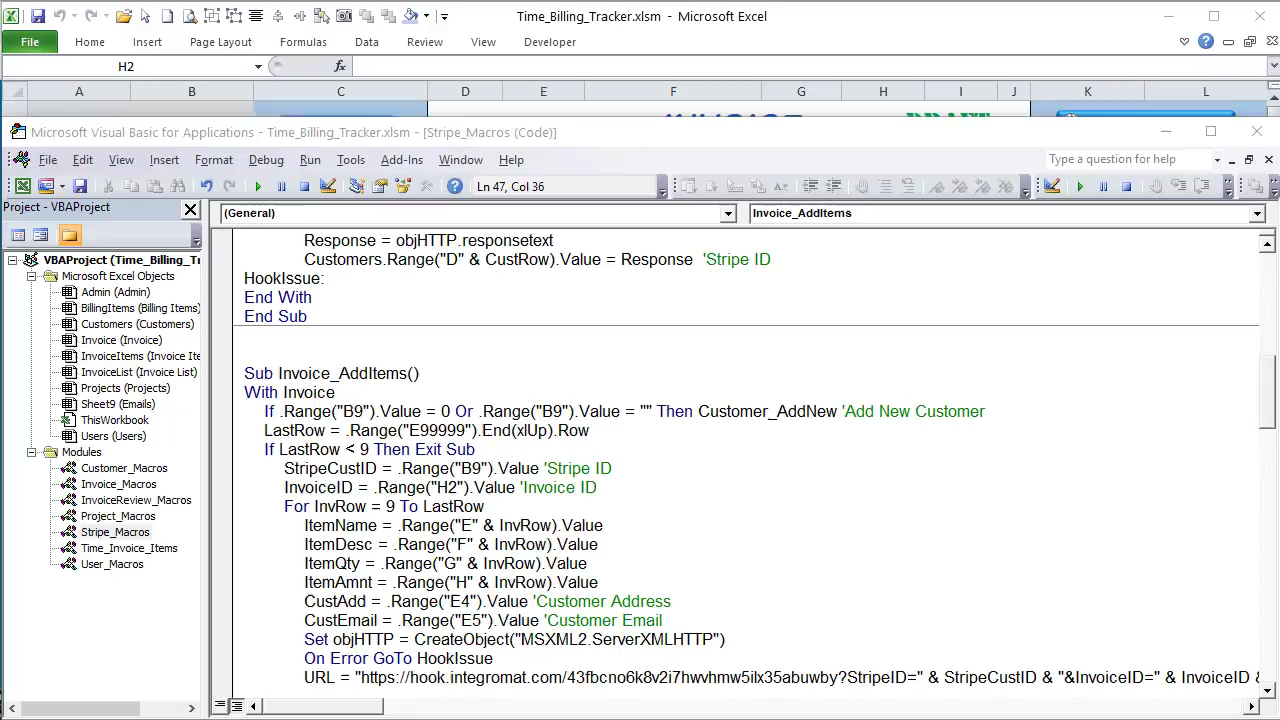 Time_Billing_Tracker.xlsm - Microsoft Excel
File Home Insert Page Layout Formulas Data Review View Developer
H2 fx
A B C D E F G H I J K L
INVOICE DRAFT
Microsoft Visual Basic for Applications - Time_Billing_Tracker.xlsm - [Stripe_Macros (Code)]
File Edit View Insert Format Debug Run Tools Add-Ins Window Help Type a question for help
Ln 47, Col 36
Project - VBAProject
(General) Invoice_AddItems
VBAProject (Time_Billing_Tr
Microsoft Excel Objects
Admin (Admin)
BillingItems (Billing Items
Customers (Customers)
Invoice (Invoice)
InvoiceItems (Invoice Ite
InvoiceList (Invoice List)
Projects (Projects)
Sheet9 (Emails)
ThisWorkbook
Users (Users)
Modules
Customer_Macros
Invoice_Macros
InvoiceReview_Macros
Project_Macros
Stripe_Macros
Time_Invoice_Items
User_Macros
Response = objHTTP.responsetext
Customers.Range("D" & CustRow).Value = Response 'Stripe ID
HookIssue:
End With
End Sub
Sub Invoice_AddItems()
With Invoice
If .Range("B9").Value = 0 Or .Range("B9").Value = "" Then Customer_AddNew 'Add New Customer
LastRow = .Range("E99999").End(xlUp).Row
If LastRow < 9 Then Exit Sub
StripeCustID = .Range("B9").Value 'Stripe ID
InvoiceID = .Range("H2").Value 'Invoice ID
For InvRow = 9 To LastRow
ItemName = .Range("E" & InvRow).Value
ItemDesc = .Range("F" & InvRow).Value
ItemQty = .Range("G" & InvRow).Value
ItemAmnt = .Range("H" & InvRow).Value
CustAdd = .Range("E4").Value 'Customer Address
CustEmail = .Range("E5").Value 'Customer Email
Set objHTTP = CreateObject("MSXML2.ServerXMLHTTP")
On Error GoTo HookIssue
URL = "https://hook.integromat.com/43fbcno6k8v2i7hwvhmw5ilx35abuwby?StripeID=" & StripeCustID & "&InvoiceID=" & InvoiceID &